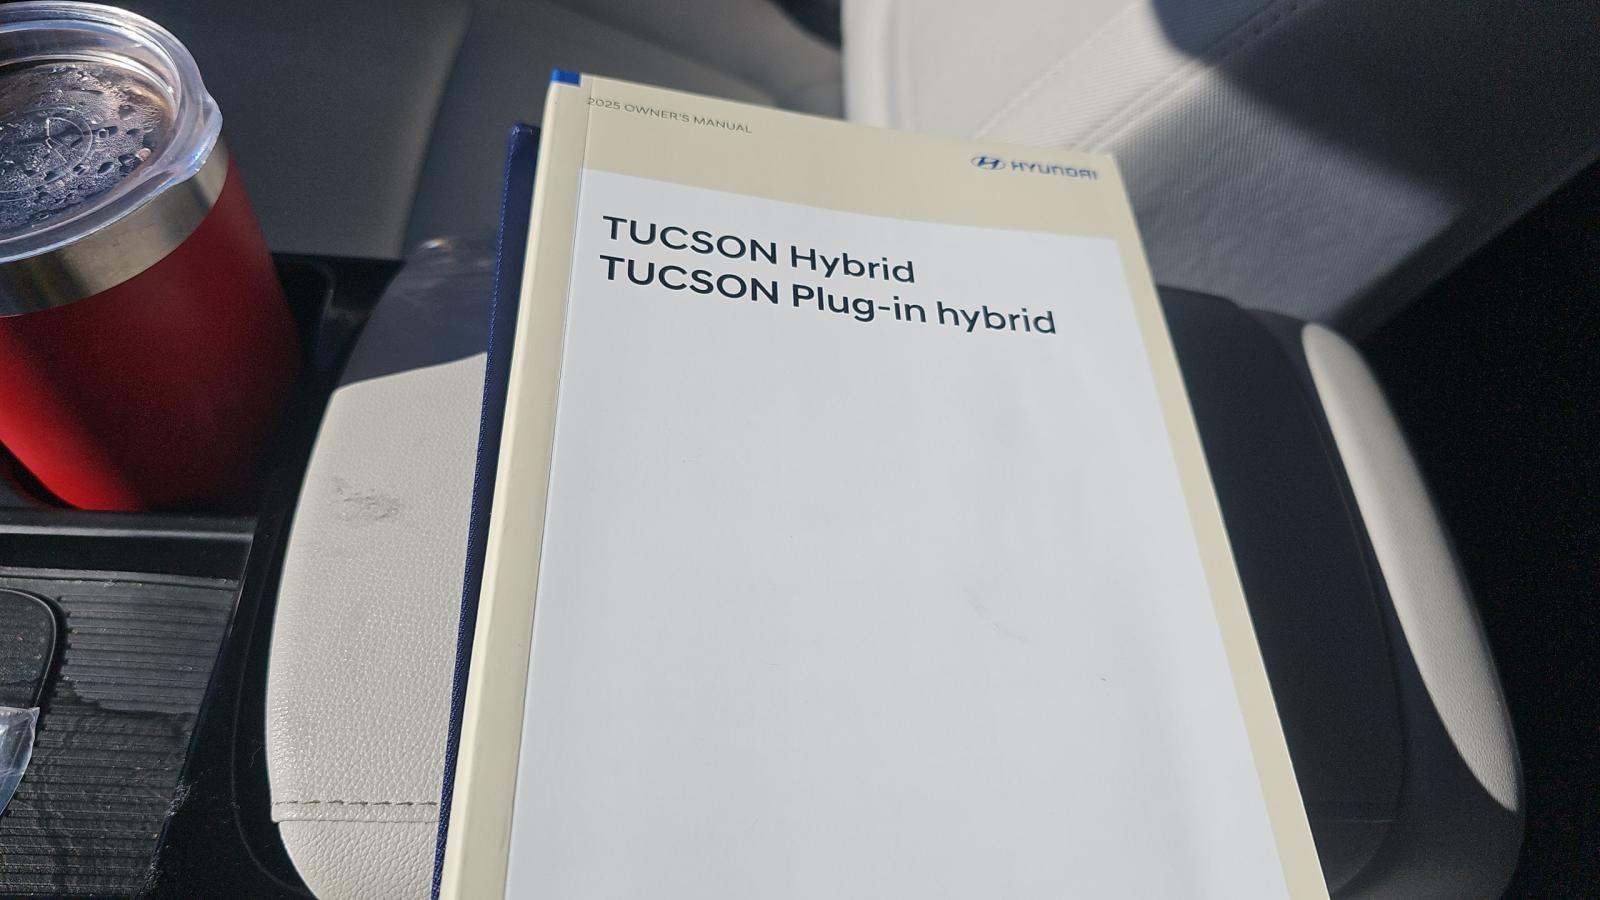 2025 OWNER'S MANUAL
HYUNDAI
TUCSON Hybrid
TUCSON Plug-in hybrid